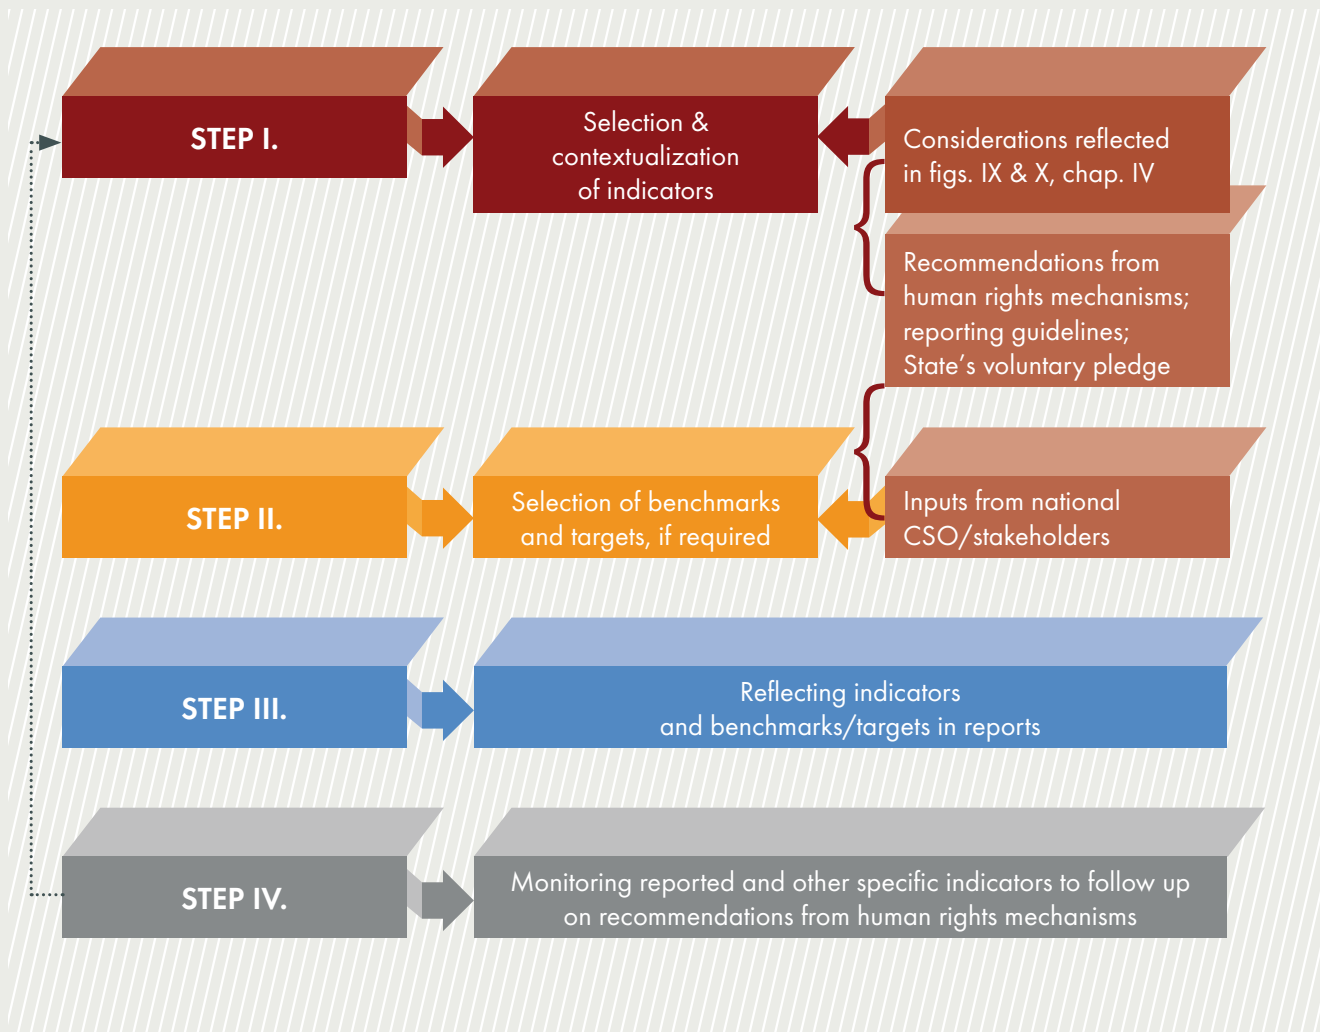 STEP I.
Selection &
contextualization
of indicators
Considerations reflected
in figs. IX & X, chap. IV
Recommendations from
human rights mechanisms;
reporting guidelines;
State’s voluntary pledge
STEP II.
Selection of benchmarks
and targets, if required
Inputs from national
CSO/stakeholders
STEP III.
Reflecting indicators
and benchmarks/targets in reports
STEP IV.
Monitoring reported and other specific indicators to follow up
on recommendations from human rights mechanisms